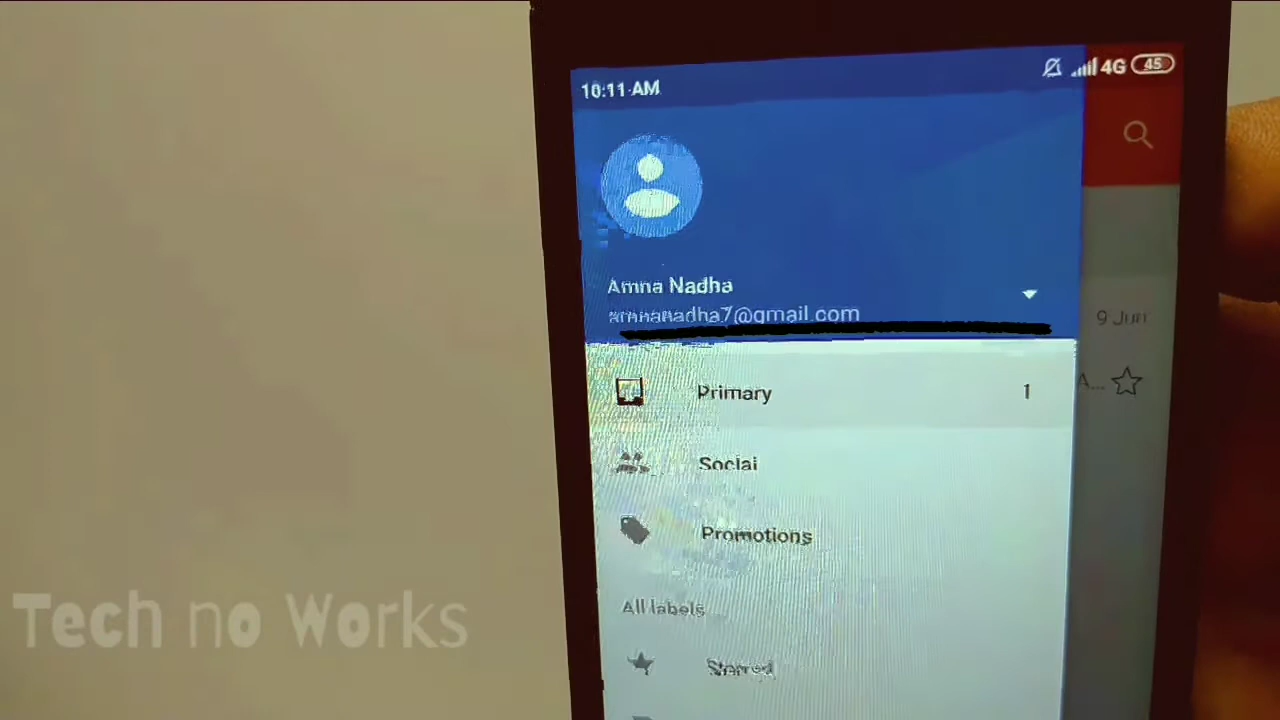 10:11 AM
4G 45
Amna Nadha
amnanadha7@gmail.com
9 Jun
A...
Primary 1
Social
Promotions
All labels
Starred
Tech no Works